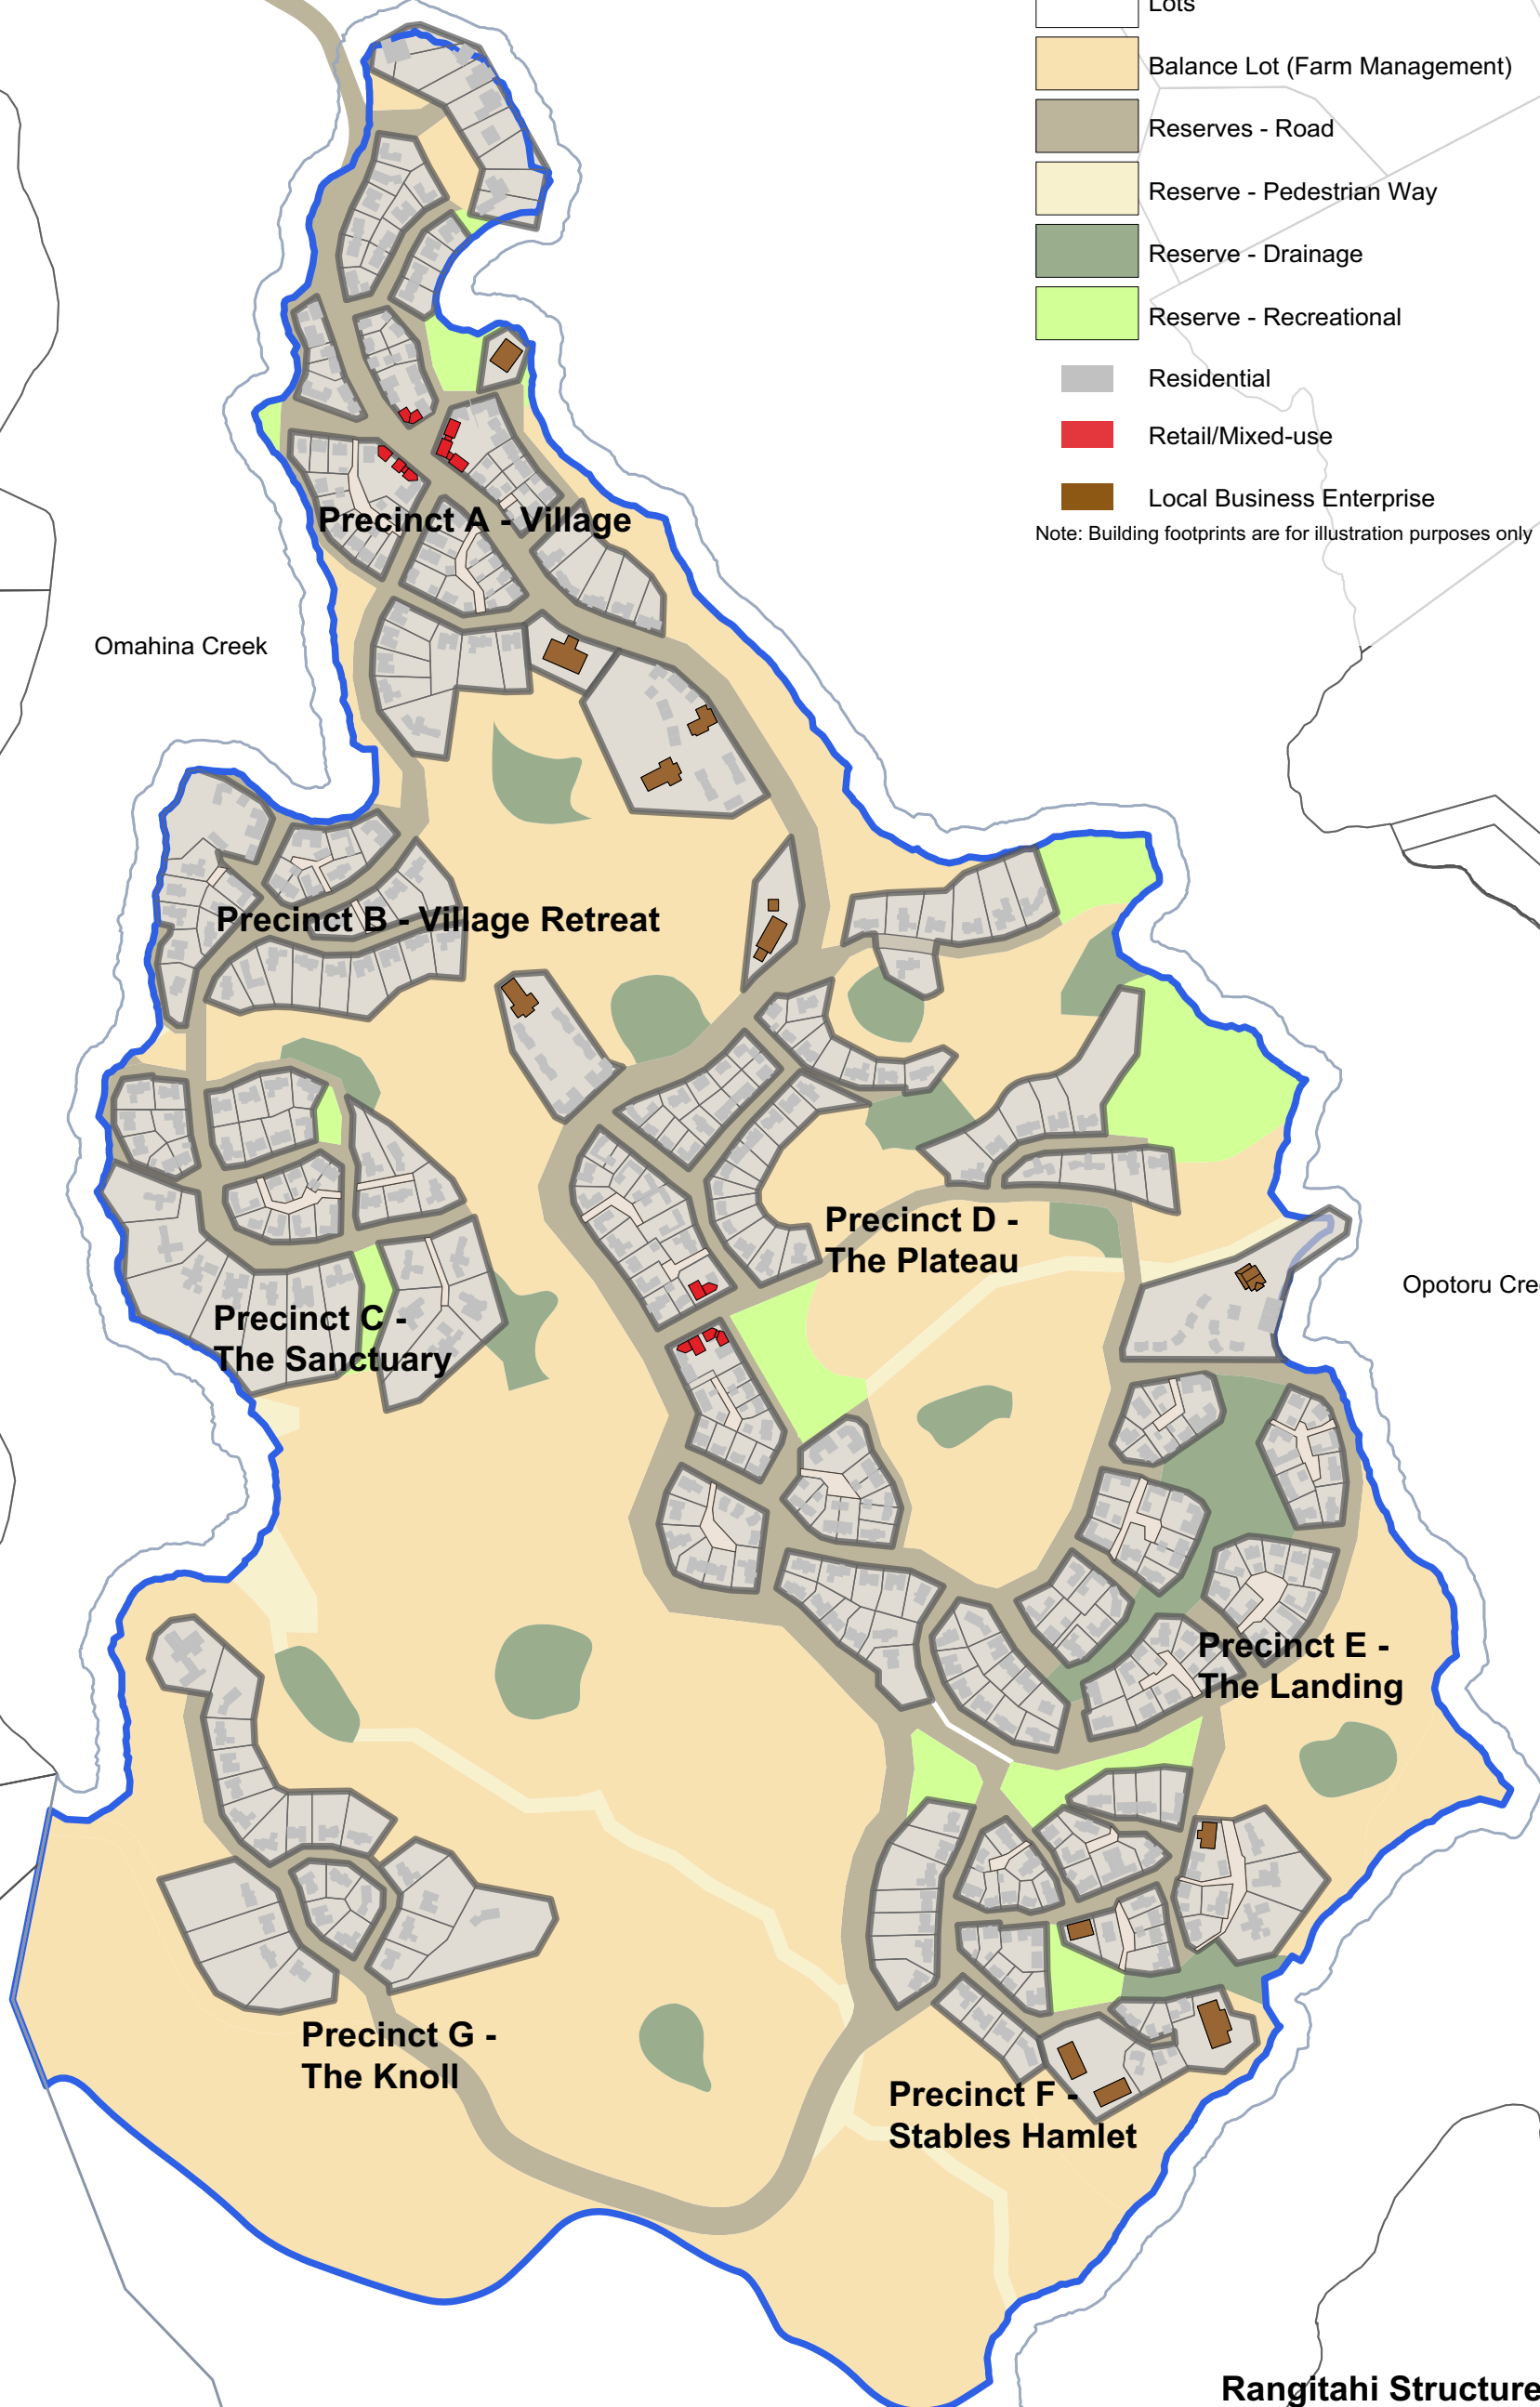 Lots
Balance Lot (Farm Management)
Reserves - Road
Reserve - Pedestrian Way
Reserve - Drainage
Reserve - Recreational
Residential
Retail/Mixed-use
Local Business Enterprise
Note: Building footprints are for illustration purposes only
Precinct A - Village
Omahina Creek
Precinct B - Village Retreat
Precinct D -
The Plateau
Opotoru Cre
Precinct C -
The Sanctuary
Precinct E -
The Landing
Precinct G -
The Knoll
Precinct F -
Stables Hamlet
Rangitahi Structure